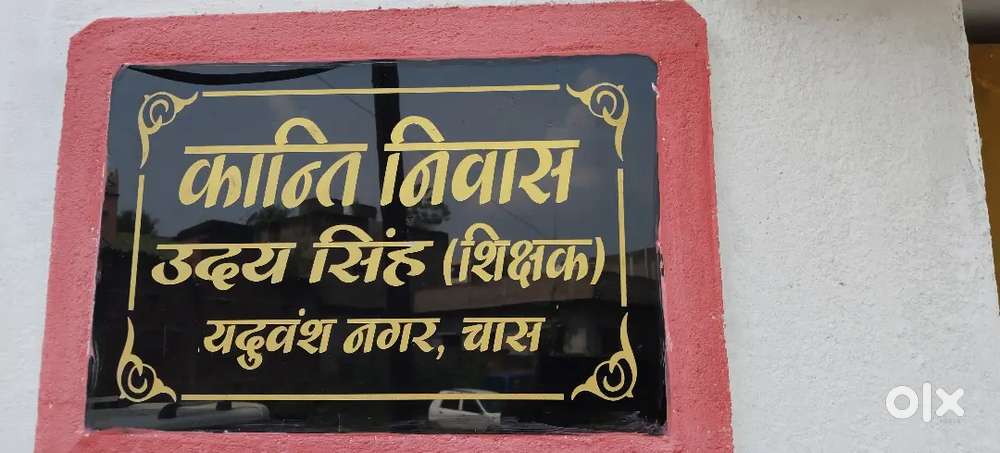 कान्ति निवास
उदय सिंह (शिक्षक)
यदुवंश नगर, चास
olx